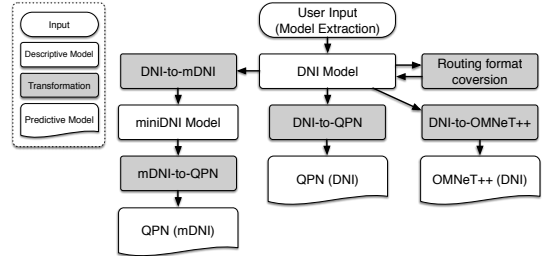 Input
Descriptive Model
Transformation
Predictive Model
User Input
(Model Extraction)
DNI-to-mDNI
DNI Model
Routing format
coversion
miniDNI Model
DNI-to-QPN
DNI-to-OMNeT++
mDNI-to-QPN
QPN (DNI)
OMNeT++ (DNI)
QPN (mDNI)